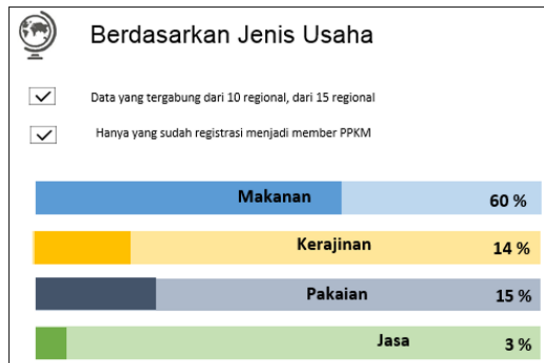 Berdasarkan Jenis Usaha
Data yang tergabung dari 10 regional, dari 15 regional
Hanya yang sudah registrasi menjadi member PPKM
Makanan 60 %
Kerajinan 14 %
Pakaian 15 %
Jasa 3 %